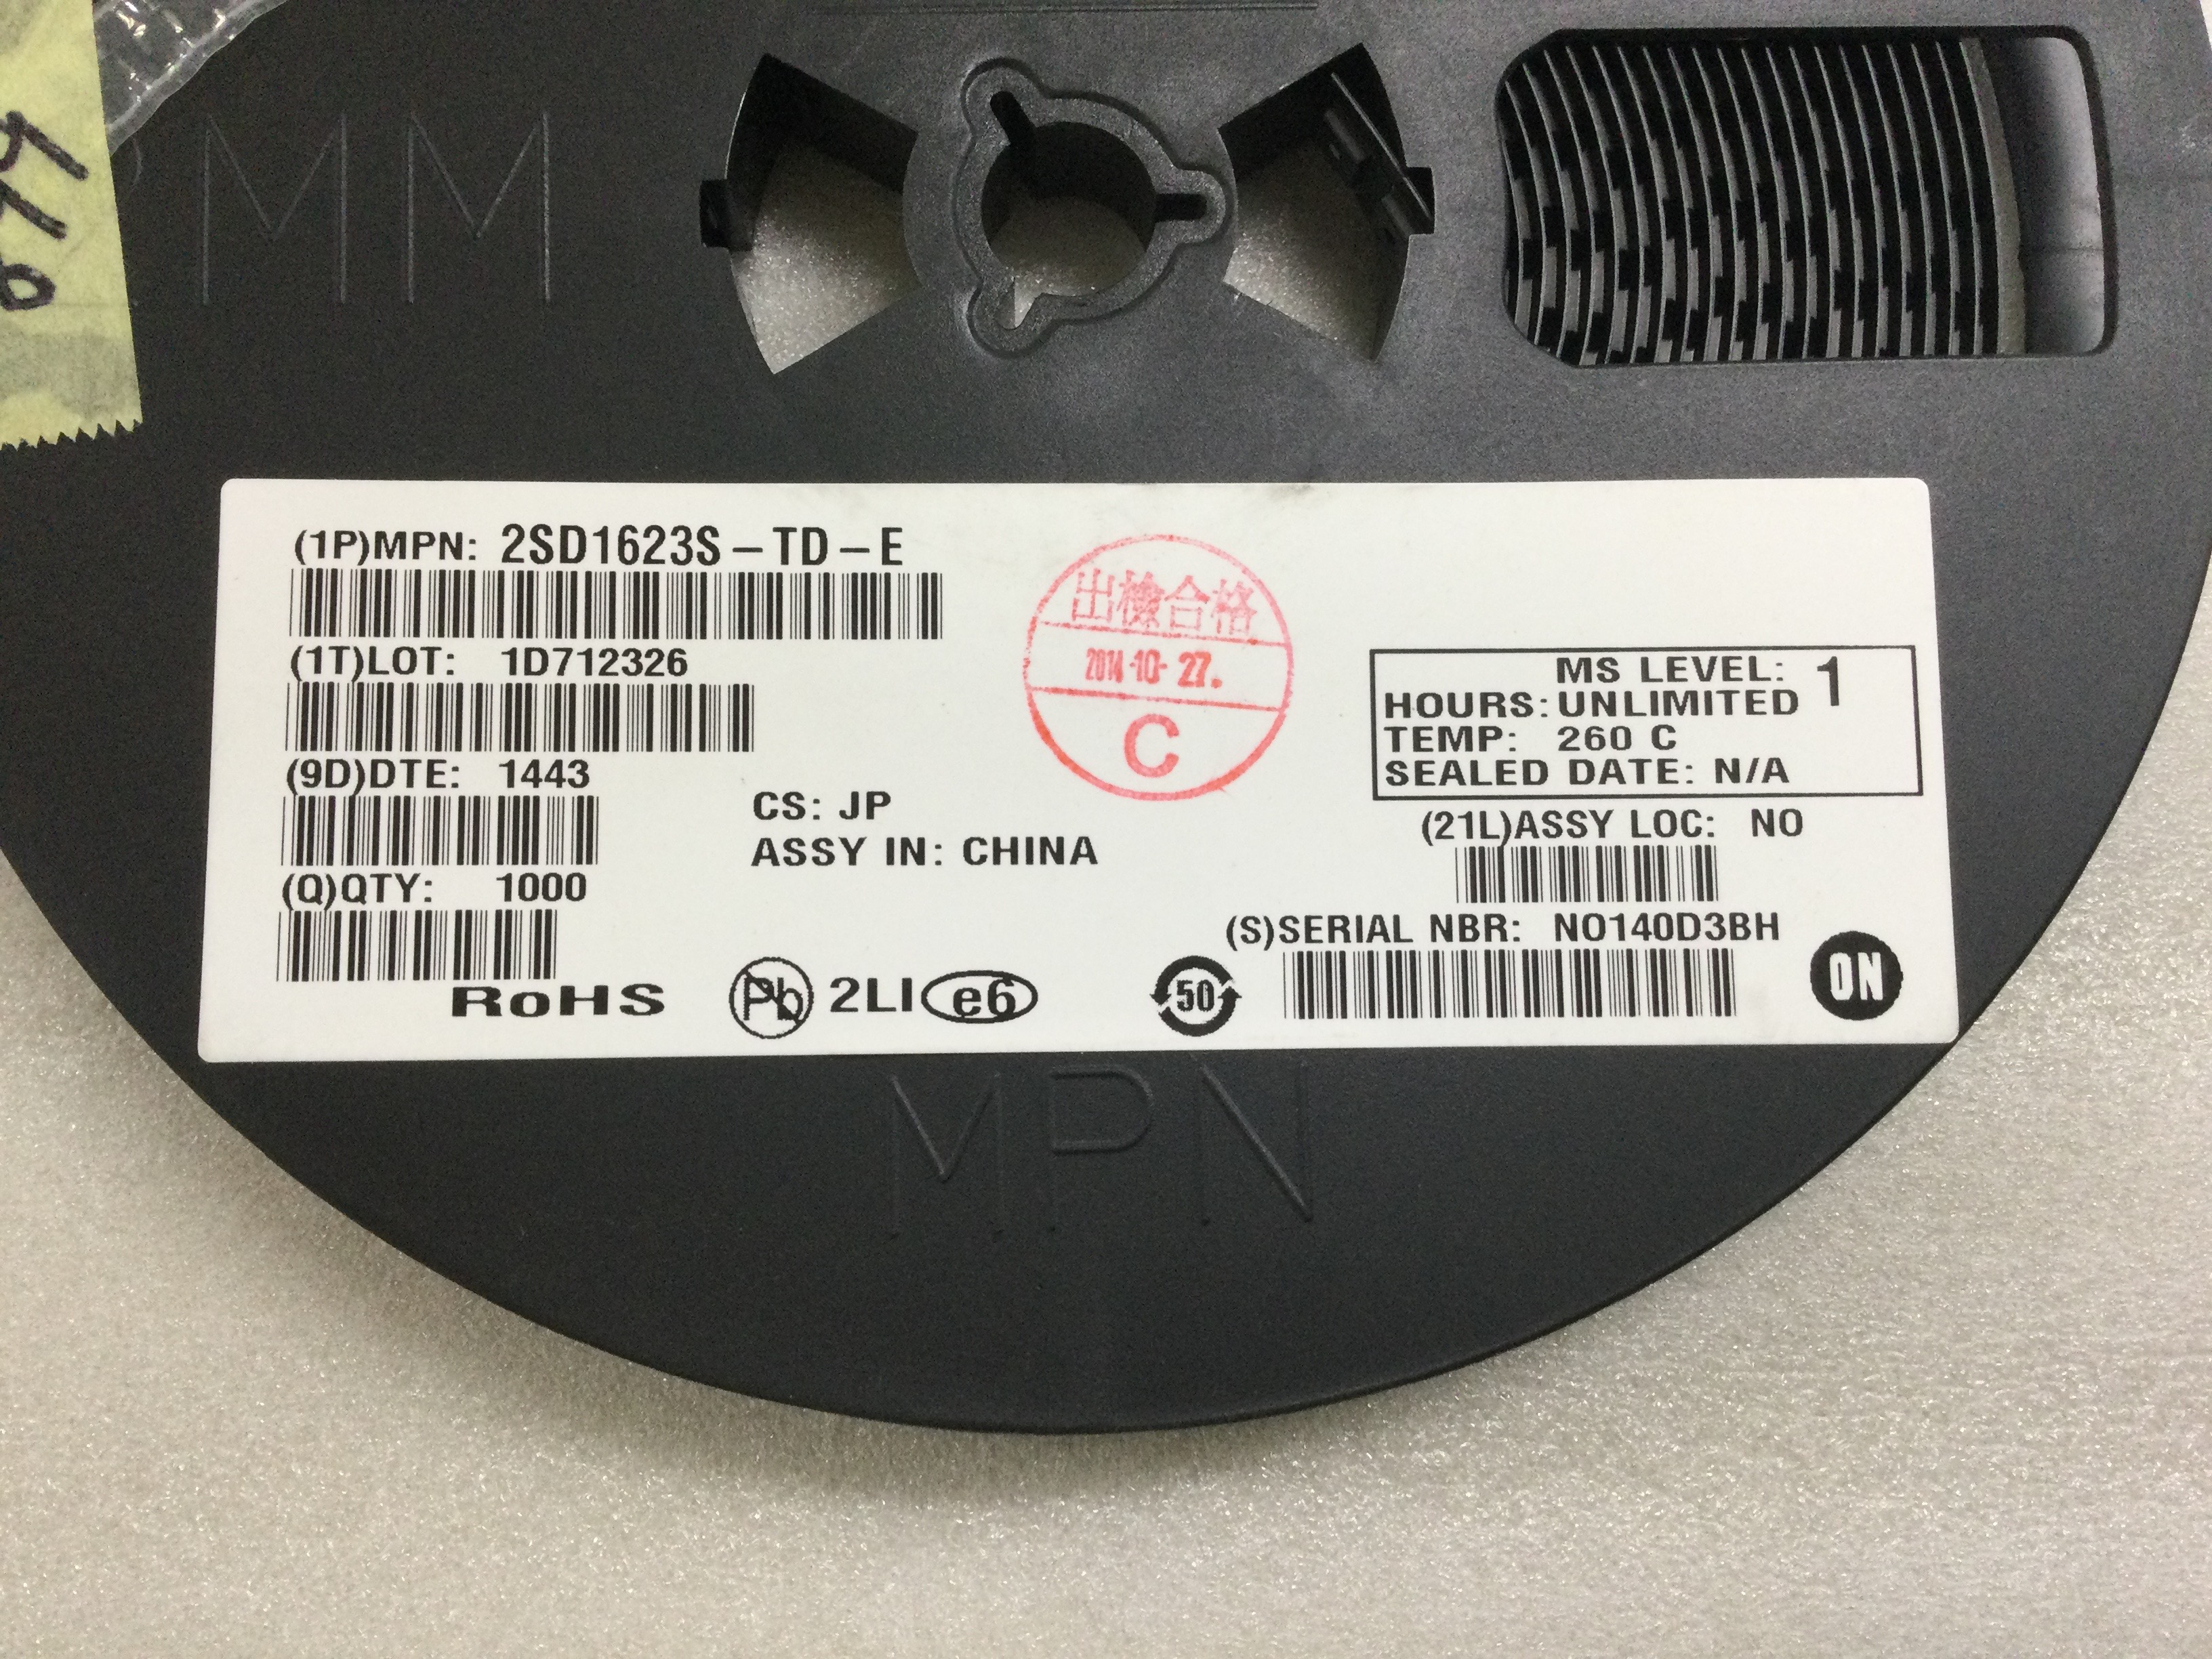 MM
(1P)MPN: 2SD1623S-TD-E
(1T)LOT: 1D712326
(9D)DTE: 1443
(Q)QTY: 1000
RoHS
Pb 2LI e6
CS: JP
ASSY IN: CHINA
出檢合格
2014-10-27.
C
MS LEVEL: 1
HOURS: UNLIMITED
TEMP: 260 C
SEALED DATE: N/A
(21L)ASSY LOC: NO
(S)SERIAL NBR: NO140D3BH
50
ON
MPN